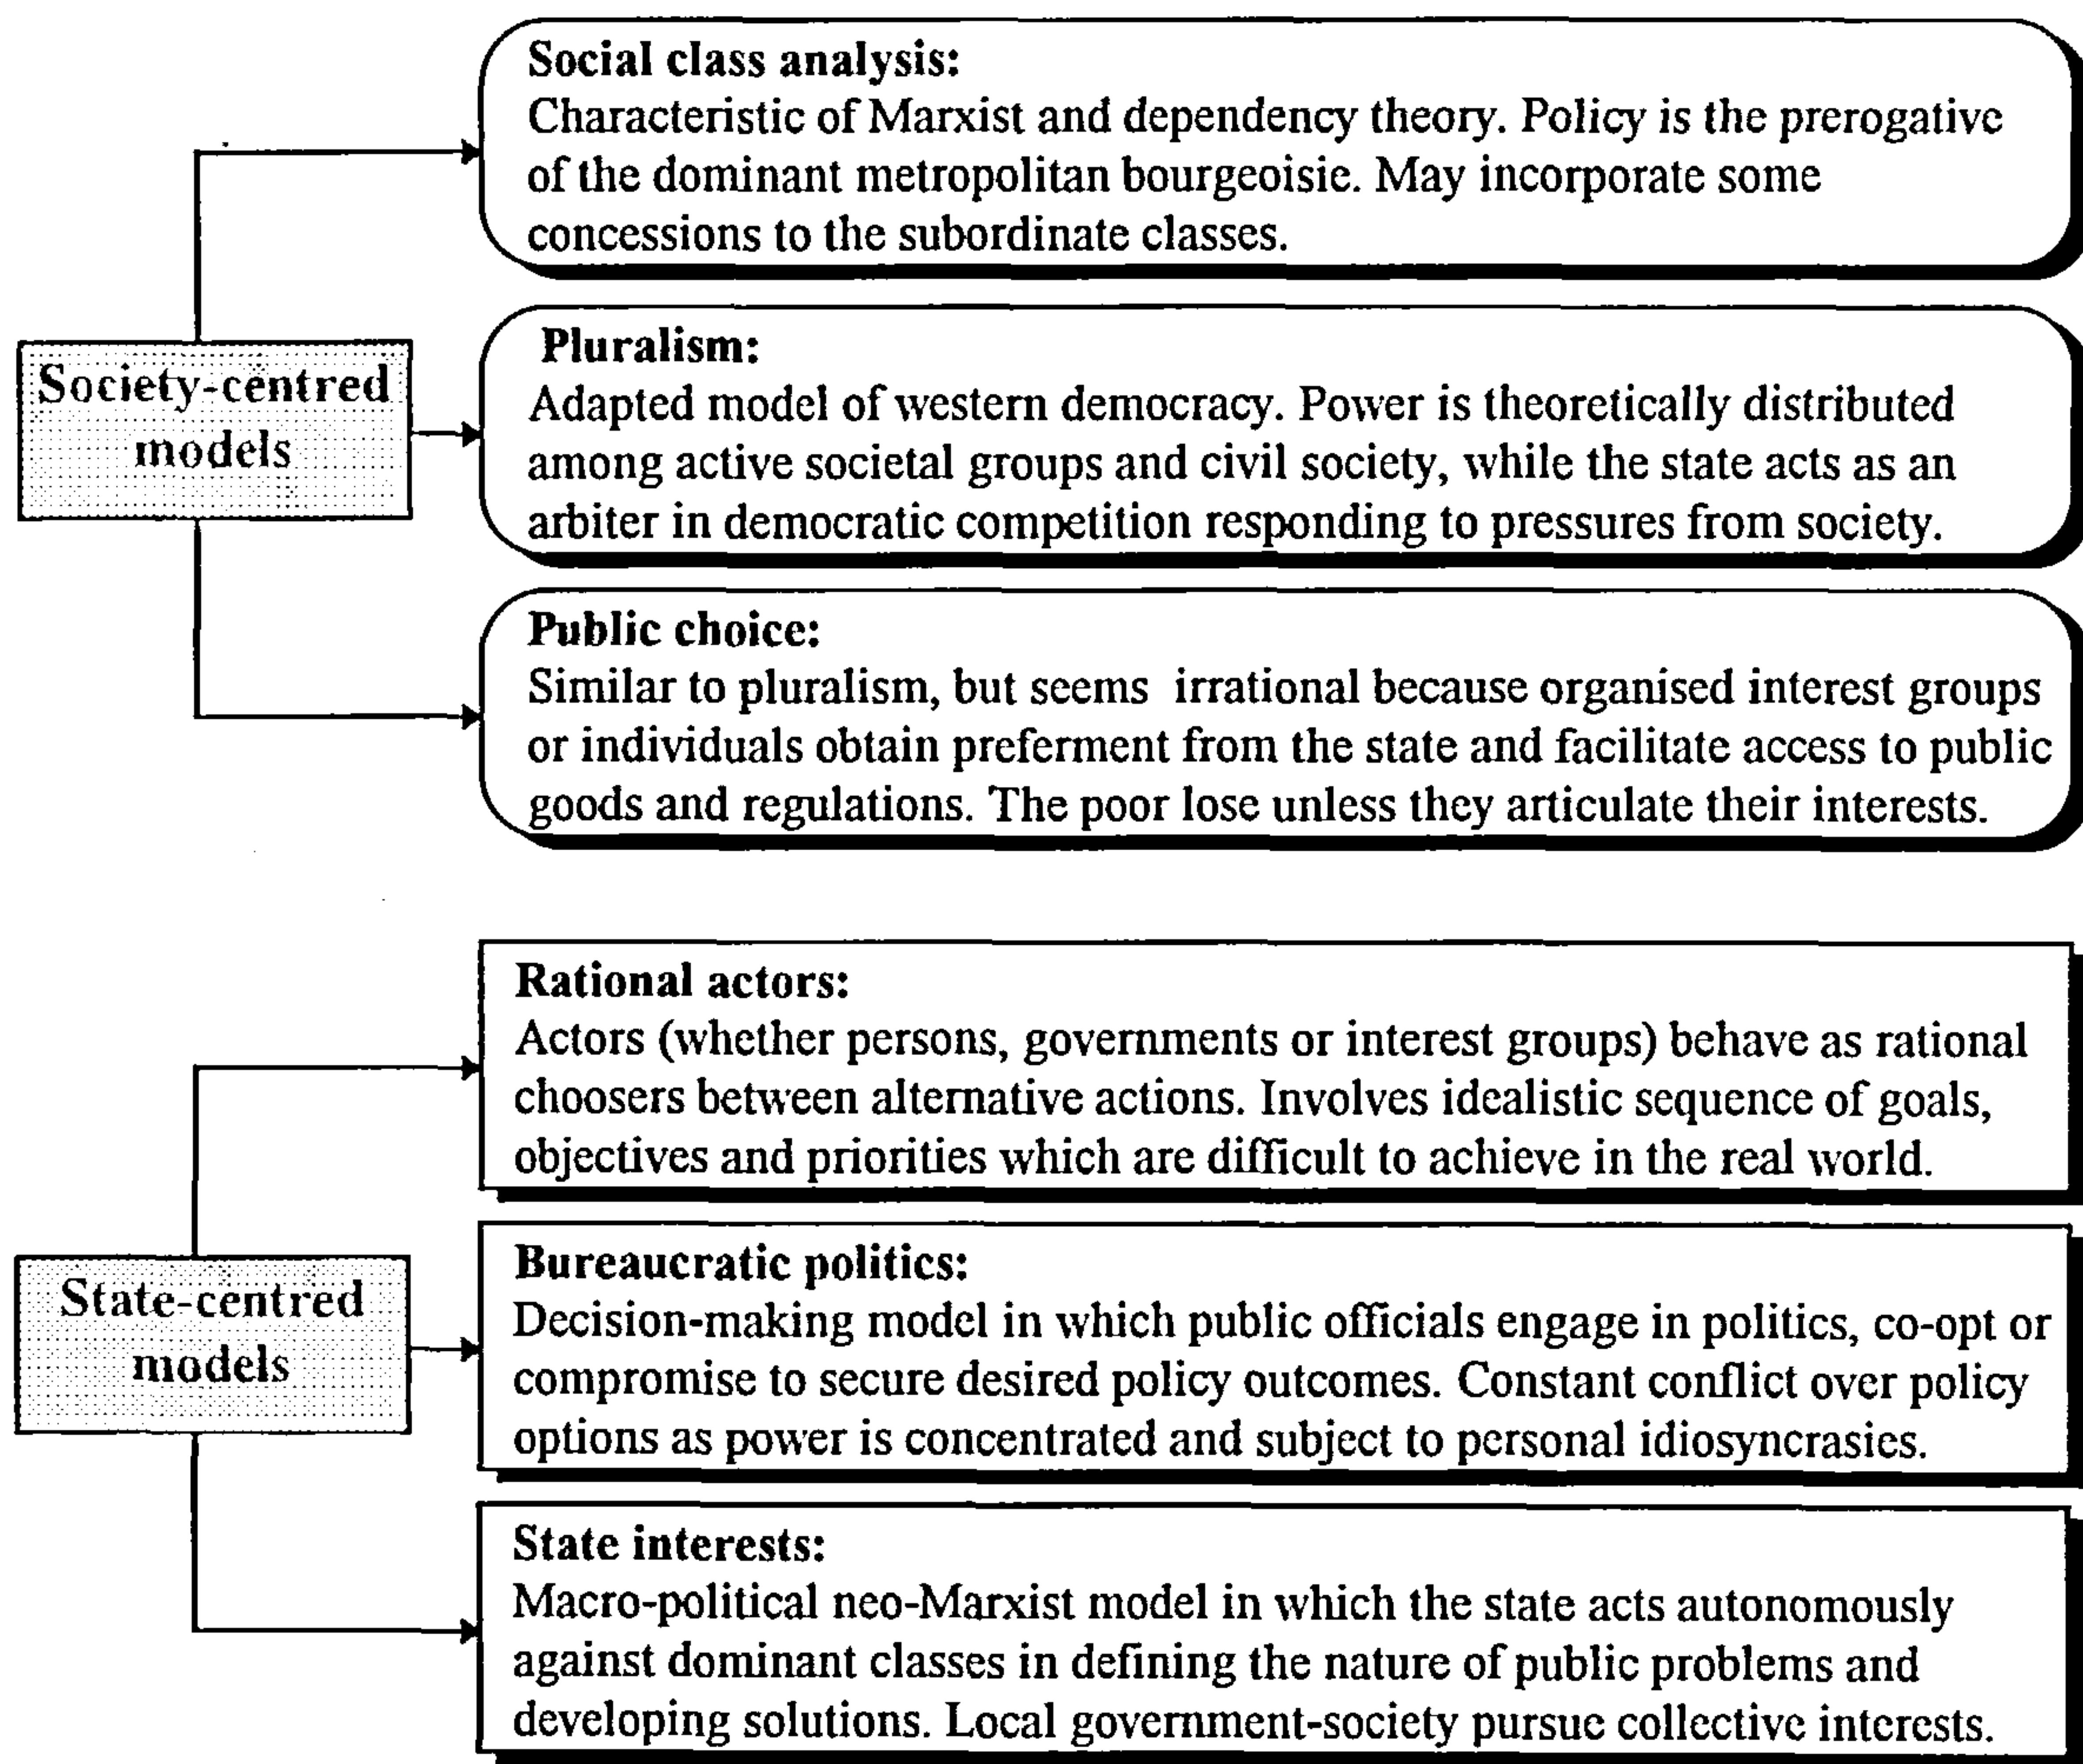 Social class analysis:
Characteristic of Marxist and dependency theory. Policy is the prerogative
of the dominant metropolitan bourgeoisie. May incorporate some
concessions to the subordinate classes.
Society-centred
models
Pluralism:
Adapted model of western democracy. Power is theoretically distributed
among active societal groups and civil society, while the state acts as an
arbiter in democratic competition responding to pressures from society.
Public choice:
Similar to pluralism, but seems irrational because organised interest groups
or individuals obtain preferment from the state and facilitate access to public
goods and regulations. The poor lose unless they articulate their interests.
Rational actors:
Actors (whether persons, governments or interest groups) behave as rational
choosers between alternative actions. Involves idealistic sequence of goals,
objectives and priorities which are difficult to achieve in the real world.
State-centred
models
Bureaucratic politics:
Decision-making model in which public officials engage in politics, co-opt or
compromise to secure desired policy outcomes. Constant conflict over policy
options as power is concentrated and subject to personal idiosyncrasies.
State interests:
Macro-political neo-Marxist model in which the state acts autonomously
against dominant classes in defining the nature of public problems and
developing solutions. Local government-society pursue collective interests.